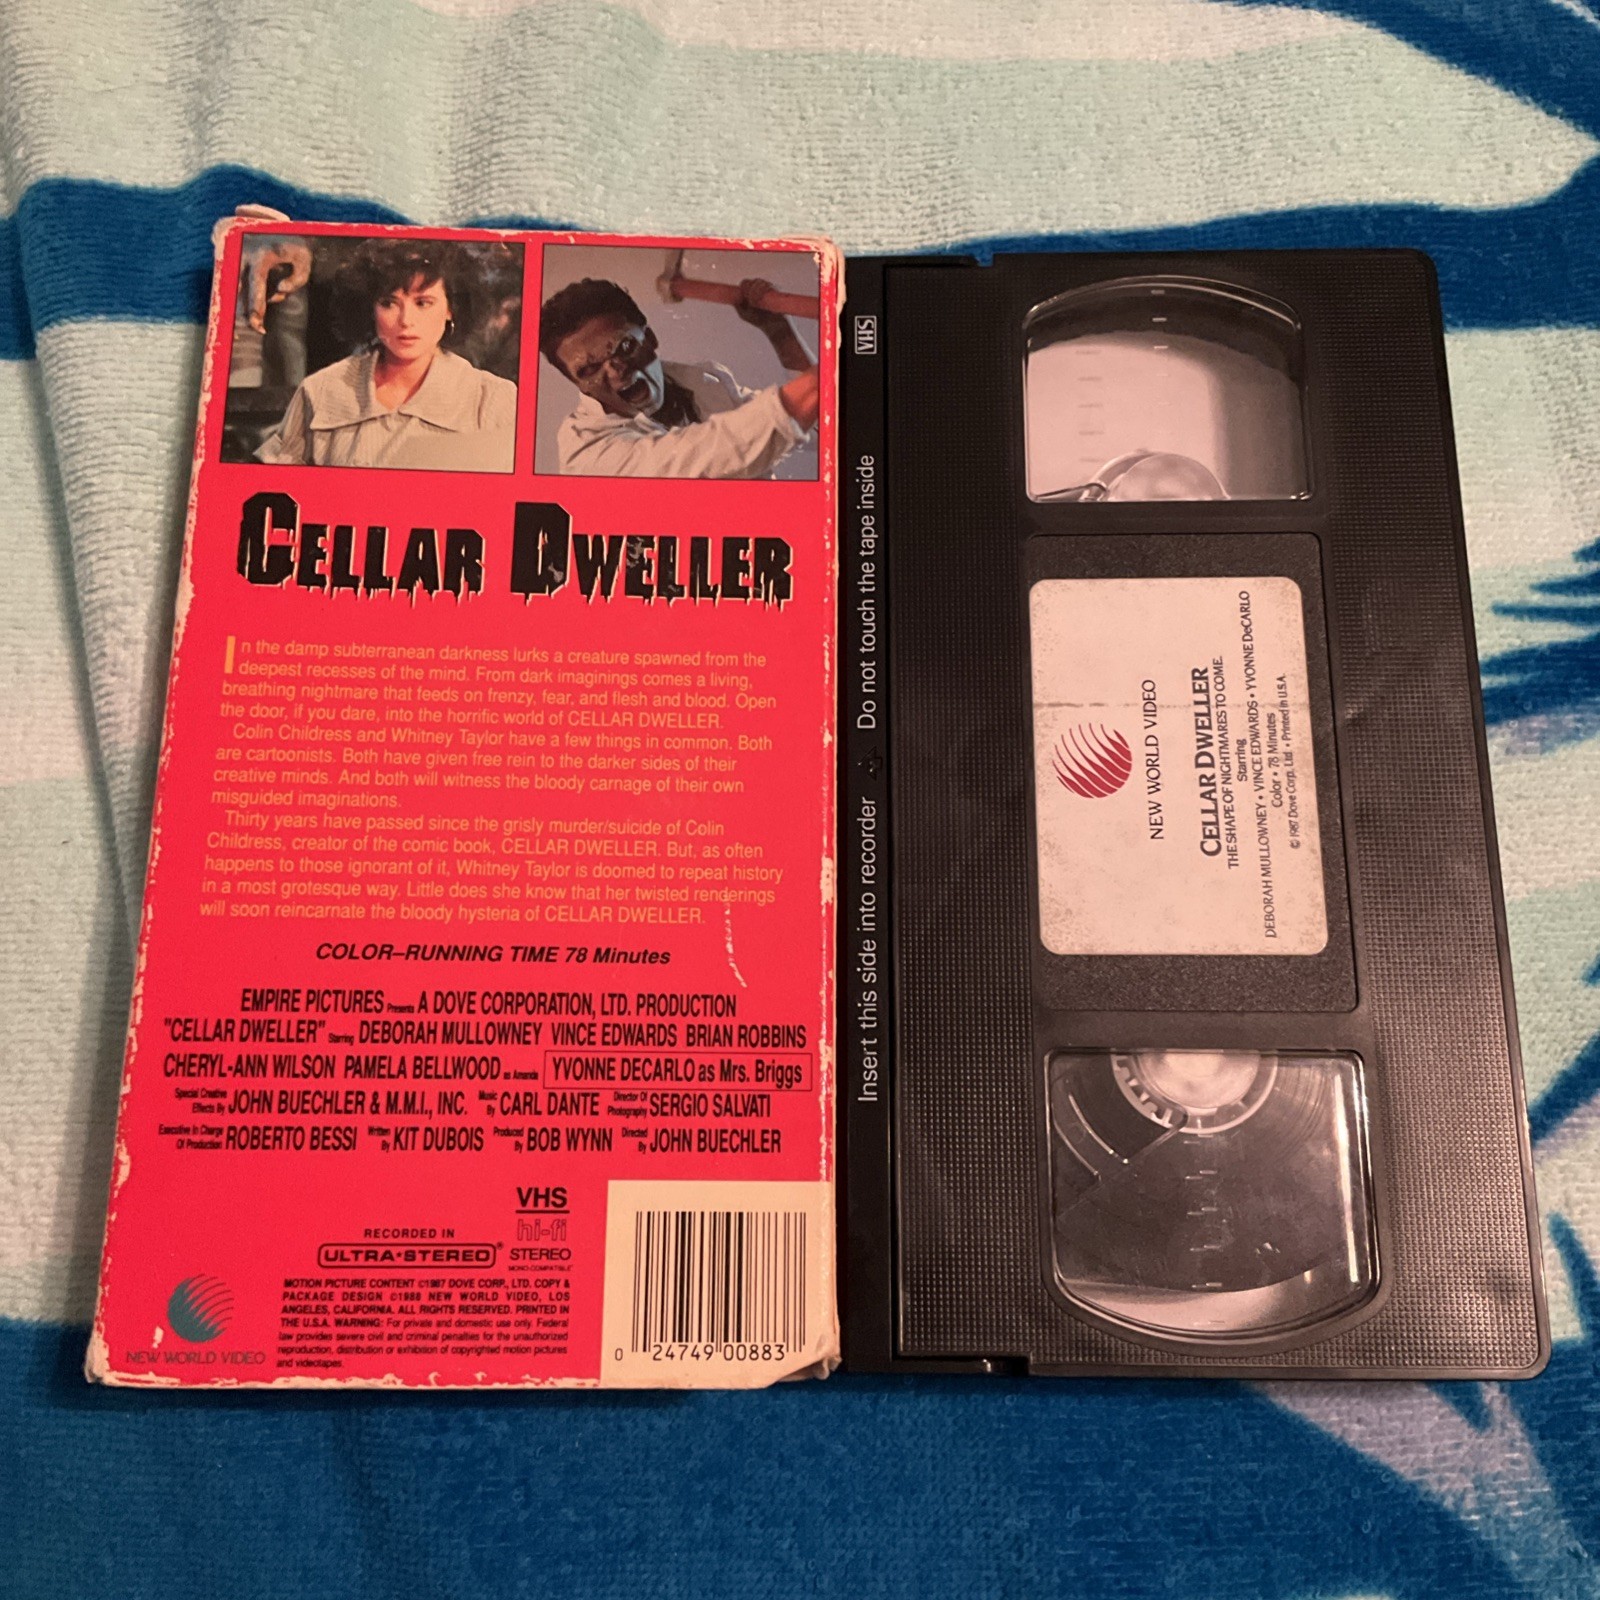 CELLAR DWELLER
In the damp subterranean darkness lurks a creature spawned from the
deepest recesses of the mind. From dark imaginings comes a living,
breathing nightmare that feeds on frenzy, fear, and flesh and blood. Open
the door, if you dare, into the horrific world of CELLAR DWELLER.
Colin Childress and Whitney Taylor have a few things in common. Both
are cartoonists. Both have given free rein to the darker sides of their
creative minds. And both will witness the bloody carnage of their own
misguided imaginations.
Thirty years have passed since the grisly murder/suicide of Colin
Childress, creator of the comic book, CELLAR DWELLER. But, as often
happens to those ignorant of it, Whitney Taylor is doomed to repeat history
in a most grotesque way. Little does she know that her twisted renderings
will soon reincarnate the bloody hysteria of CELLAR DWELLER.
COLOR–RUNNING TIME 78 Minutes
EMPIRE PICTURES Presents A DOVE CORPORATION, LTD. PRODUCTION
"CELLAR DWELLER" Starring DEBORAH MULLOWNEY VINCE EDWARDS BRIAN ROBBINS
CHERYL-ANN WILSON PAMELA BELLWOOD as Amanda YVONNE DECARLO as Mrs. Briggs
Special Creative Effects By JOHN BUECHLER & M.M.I., INC. Music By CARL DANTE Director Of Photography SERGIO SALVATI
Executive In Charge Of Production ROBERTO BESSI Written By KIT DUBOIS Produced By BOB WYNN Directed By JOHN BUECHLER
RECORDED IN
ULTRA★STEREO®
VHS
hi-fi
STEREO
MONO-COMPATIBLE
MOTION PICTURE CONTENT ©1987 DOVE CORP., LTD. COPY &
PACKAGE DESIGN ©1988 NEW WORLD VIDEO, LOS
ANGELES, CALIFORNIA. ALL RIGHTS RESERVED. PRINTED IN
THE U.S.A. WARNING: For private and domestic use only. Federal
law provides severe civil and criminal penalties for the unauthorized
reproduction, distribution or exhibition of copyrighted motion pictures
and videotapes.
NEW WORLD VIDEO
0 24749 00883
VHS
Insert this side into recorder Do not touch the tape inside
NEW WORLD VIDEO
CELLAR DWELLER
THE SHAPE OF NIGHTMARES TO COME.
Starring
DEBORAH MULLOWNEY • VINCE EDWARDS • YVONNE DeCARLO
Color • 78 Minutes
© 1987 Dove Corp., Ltd. • Printed in U.S.A.